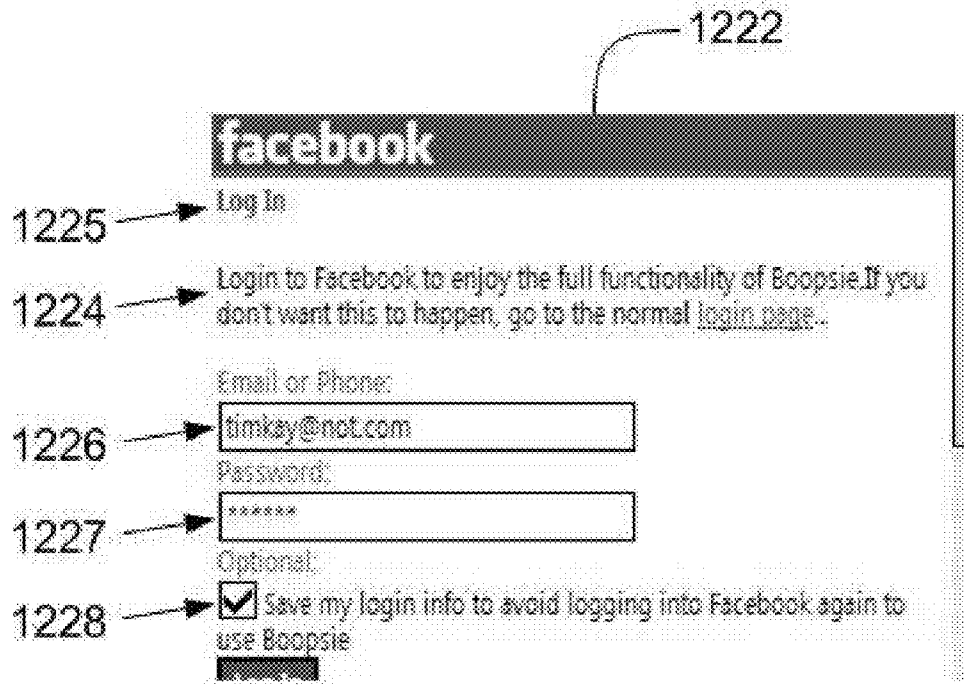 1222
facebook
1225
Log In
1224
Login to Facebook to enjoy the full functionality of Boopsie.If you
don't want this to happen, go to the normal login page...
Email or Phone:
1226
timkay@not.com
Password:
1227
******
Optional:
1228
Save my login info to avoid logging into Facebook again to
use Boopsie